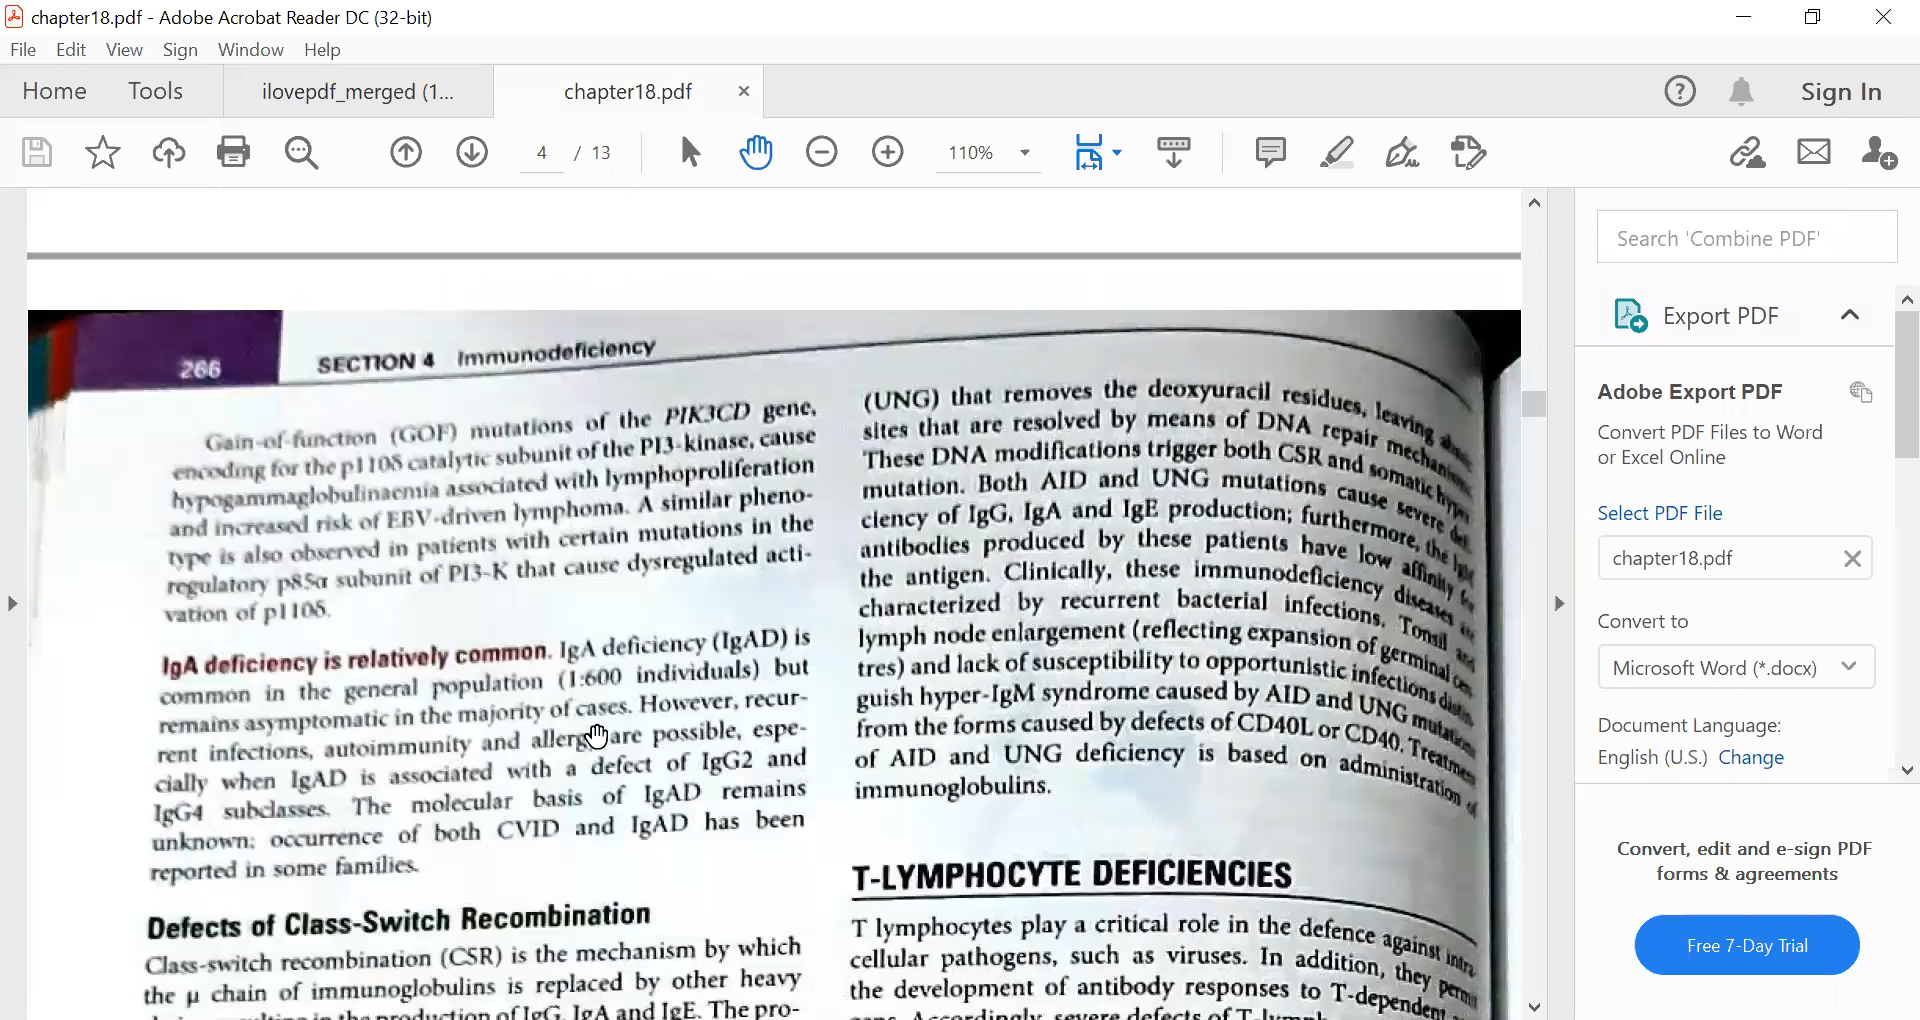 chapter18.pdf - Adobe Acrobat Reader DC (32-bit)
File Edit View Sign Window Help
Home Tools ilovepdf_merged (1... chapter18.pdf
Sign In
4 / 13 110%
266 SECTION 4 Immunodeficiency
Gain-of-function (GOF) mutations of the PIK3CD gene,
encoding for the p110δ catalytic subunit of the PI3-kinase, cause
hypogammaglobulinaemia associated with lymphoproliferation
and increased risk of EBV-driven lymphoma. A similar pheno-
type is also observed in patients with certain mutations in the
regulatory p85α subunit of PI3-K that cause dysregulated acti-
vation of p110δ.
IgA deficiency is relatively common. IgA deficiency (IgAD) is
common in the general population (1:600 individuals) but
remains asymptomatic in the majority of cases. However, recur-
rent infections, autoimmunity and allergy are possible, espe-
cially when IgAD is associated with a defect of IgG2 and
IgG4 subclasses. The molecular basis of IgAD remains
unknown; occurrence of both CVID and IgAD has been
reported in some families.
Defects of Class-Switch Recombination
Class-switch recombination (CSR) is the mechanism by which
the μ chain of immunoglobulins is replaced by other heavy
production of IgG, IgA and IgE. The pro-
(UNG) that removes the deoxyuracil residues, leaving
sites that are resolved by means of DNA repair
These DNA modifications trigger both CSR and somatic
mutation. Both AID and UNG mutations cause severe
ciency of IgG, IgA and IgE production; furthermore, the
antibodies produced by these patients have low affinity
the antigen. Clinically, these immunodeficiency diseases
characterized by recurrent bacterial infections. Tonsil
lymph node enlargement (reflecting expansion of germinal
tres) and lack of susceptibility to opportunistic infections
guish hyper-IgM syndrome caused by AID and UNG mutations
from the forms caused by defects of CD40L or CD40. Treatment
of AID and UNG deficiency is based on administration of
immunoglobulins.
T-LYMPHOCYTE DEFICIENCIES
T lymphocytes play a critical role in the defence against intra-
cellular pathogens, such as viruses. In addition, they
the development of antibody responses to T-dependent
Accordingly, severe defects of
Search 'Combine PDF'
Export PDF
Adobe Export PDF
Convert PDF Files to Word
or Excel Online
Select PDF File
chapter18.pdf
Convert to
Microsoft Word (*.docx)
Document Language:
English (U.S.) Change
Convert, edit and e-sign PDF
forms & agreements
Free 7-Day Trial